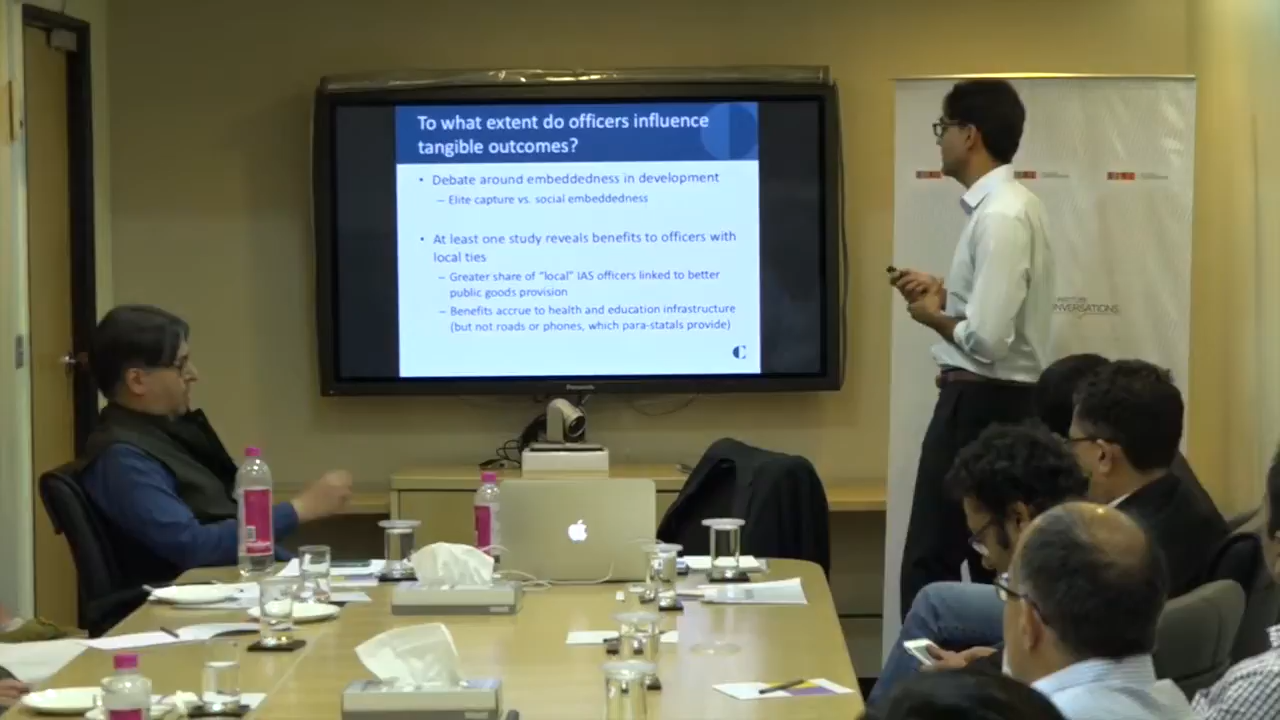 To what extent do officers influence
tangible outcomes?
• Debate around embeddedness in development
– Elite capture vs. social embeddedness
• At least one study reveals benefits to officers with
local ties
– Greater share of "local" IAS officers linked to better
public goods provision
– Benefits accrue to health and education infrastructure
(but not roads or phones, which para-statals provide)
Panasonic